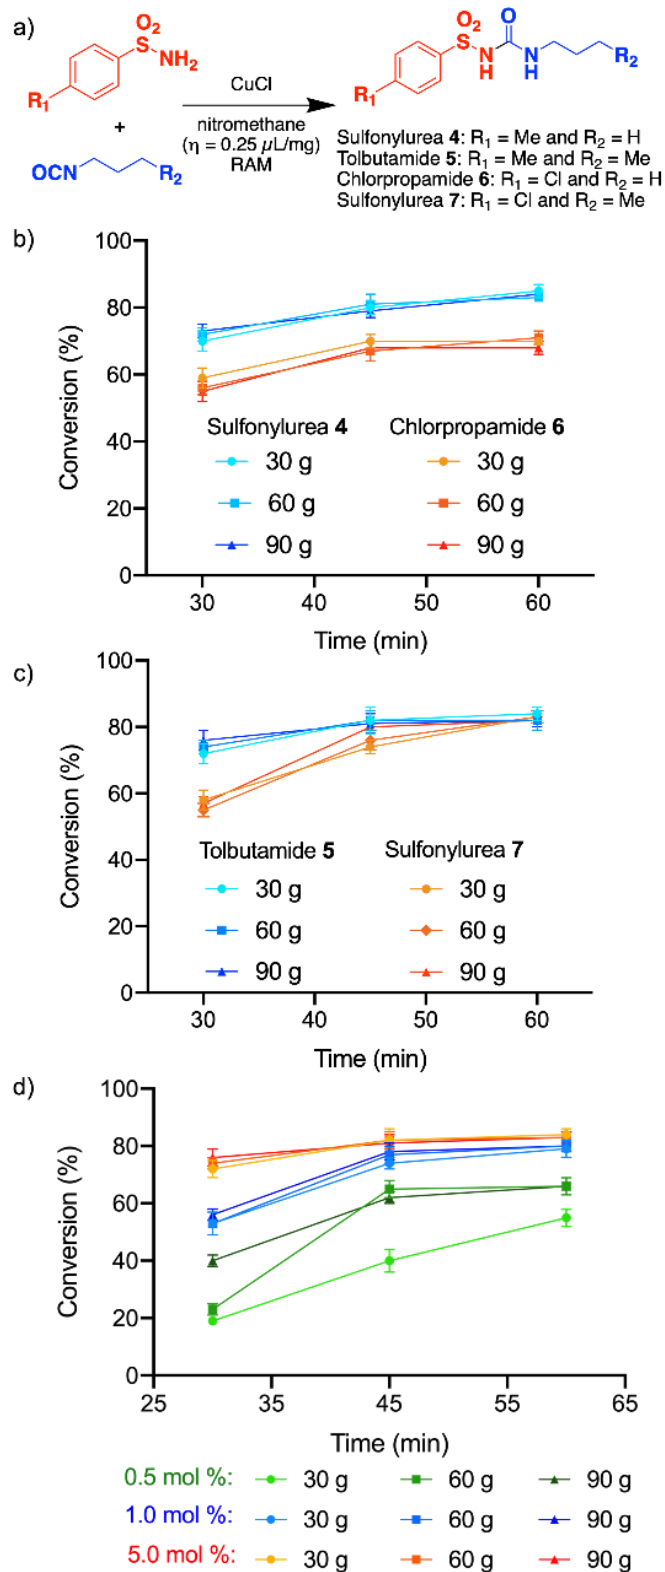 a)
O₂
S
NH₂
R₁
+
OCN
R₂
CuCl
nitromethane
(η = 0.25 µL/mg)
RAM
O₂
S
N
H
O
N
H
R₂
R₁
Sulfonylurea 4: R₁ = Me and R₂ = H
Tolbutamide 5: R₁ = Me and R₂ = Me
Chlorpropamide 6: R₁ = Cl and R₂ = H
Sulfonylurea 7: R₁ = Cl and R₂ = Me
b)
Conversion (%)
100
80
60
40
20
0
Sulfonylurea 4 Chlorpropamide 6
30 g 30 g
60 g 60 g
90 g 90 g
30 40 50 60
Time (min)
c)
Conversion (%)
100
80
60
40
20
0
Tolbutamide 5 Sulfonylurea 7
30 g 30 g
60 g 60 g
90 g 90 g
30 40 50 60
Time (min)
d)
Conversion (%)
100
80
60
40
20
0
25 35 45 55 65
Time (min)
0.5 mol %: 30 g 60 g 90 g
1.0 mol %: 30 g 60 g 90 g
5.0 mol %: 30 g 60 g 90 g